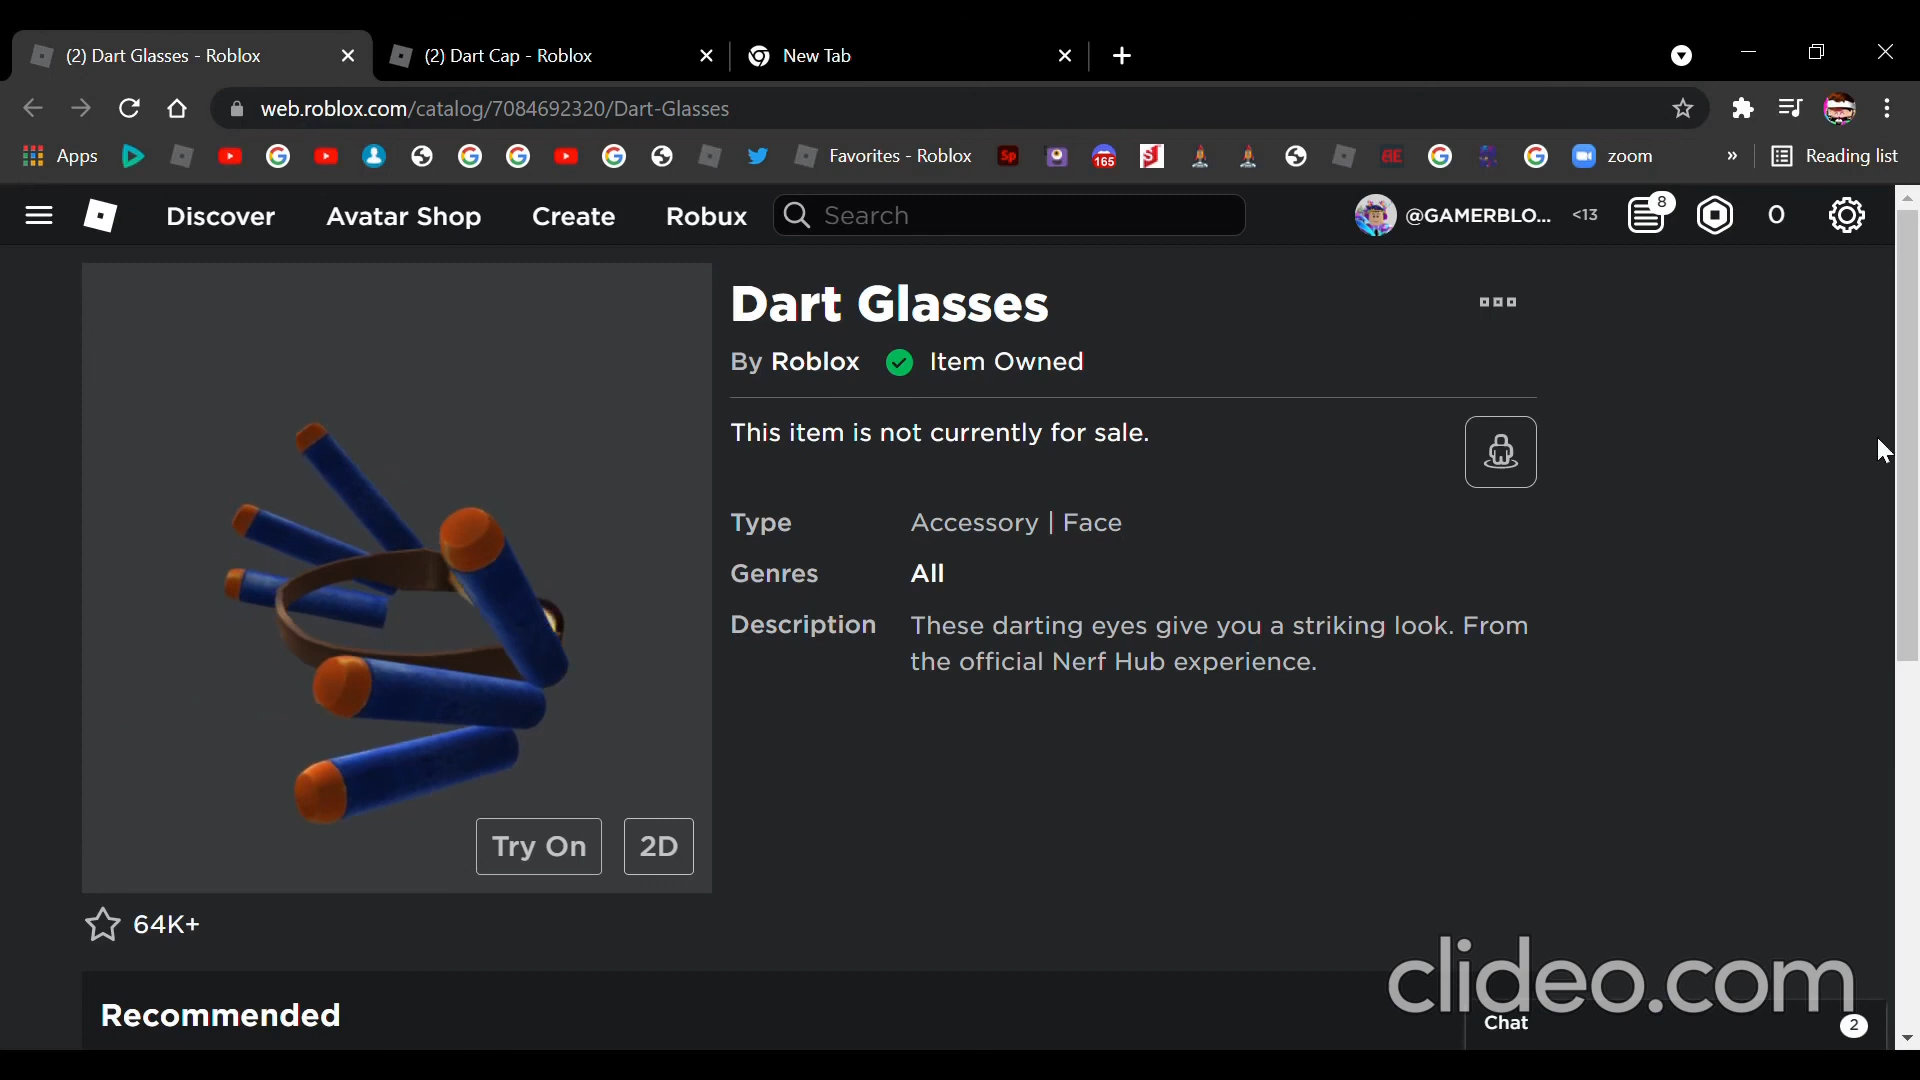 (2) Dart Glasses - Roblox
(2) Dart Cap - Roblox
New Tab
web.roblox.com/catalog/7084692320/Dart-Glasses
Apps
Favorites - Roblox
Sp
165
zoom
»
Reading list
Discover
Avatar Shop
Create
Robux
Search
@GAMERBLO...
<13
8
0
Dart Glasses
By Roblox
Item Owned
This item is not currently for sale.
Type
Accessory | Face
Genres
All
Description
These darting eyes give you a striking look. From
the official Nerf Hub experience.
Try On
2D
64K+
Recommended
clideo.com
Chat
2